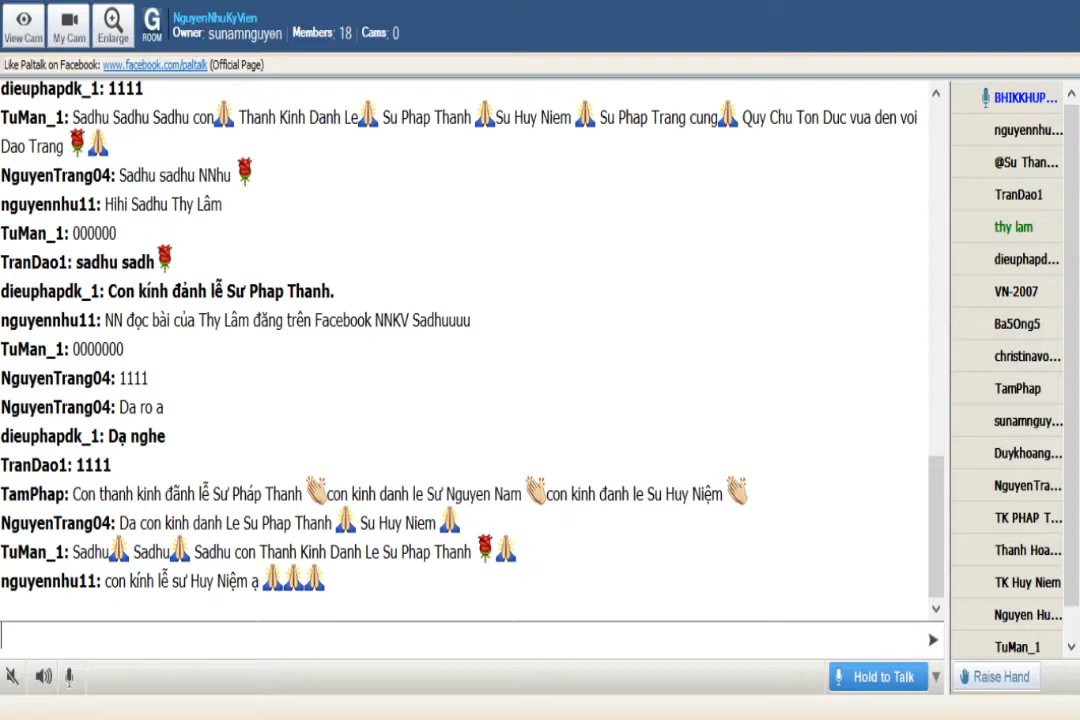 View Cam
My Cam
Enlarge
G
ROOM
NguyenNhuKyVien
Owner: sunamnguyen | Members: 18 | Cams: 0
Like Paltalk on Facebook: www.facebook.com/paltalk (Official Page)
dieuphapdk_1: 1111
TuMan_1: Sadhu Sadhu Sadhu con🙏 Thanh Kinh Danh Le🙏 Su Phap Thanh 🙏Su Huy Niem 🙏 Su Phap Trang cung🙏 Quy Chu Ton Duc vua den voi
Dao Trang 🌹🙏
NguyenTrang04: Sadhu sadhu NNhu 🌹
nguyennhu11: Hihi Sadhu Thy Lâm
TuMan_1: 000000
TranDao1: sadhu sadh🌹
dieuphapdk_1: Con kính đảnh lễ Sư Phap Thanh.
nguyennhu11: NN đọc bài của Thy Lâm đăng trên Facebook NNKV Sadhuuuu
TuMan_1: 0000000
NguyenTrang04: 1111
NguyenTrang04: Da ro a
dieuphapdk_1: Dạ nghe
TranDao1: 1111
TamPhap: Con thanh kinh đãnh lễ Sư Pháp Thanh 👏con kinh danh le Sư Nguyen Nam 👏con kinh đanh le Su Huy Niệm 👏
NguyenTrang04: Da con kinh danh Le Su Phap Thanh 🙏 Su Huy Niem 🙏
TuMan_1: Sadhu🙏 Sadhu🙏 Sadhu con Thanh Kinh Danh Le Su Phap Thanh 🌹🙏
nguyennhu11: con kính lễ sư Huy Niệm ạ 🙏🙏🙏
BHIKKHUP...
nguyennhu...
@Su Than...
TranDao1
thy lam
dieuphapd...
VN-2007
Ba5Ong5
christinavo...
TamPhap
sunamnguy...
Duykhoang...
NguyenTra...
TK PHAP T...
Thanh Hoa...
TK Huy Niem
Nguyen Hu...
TuMan_1
Hold to Talk
Raise Hand